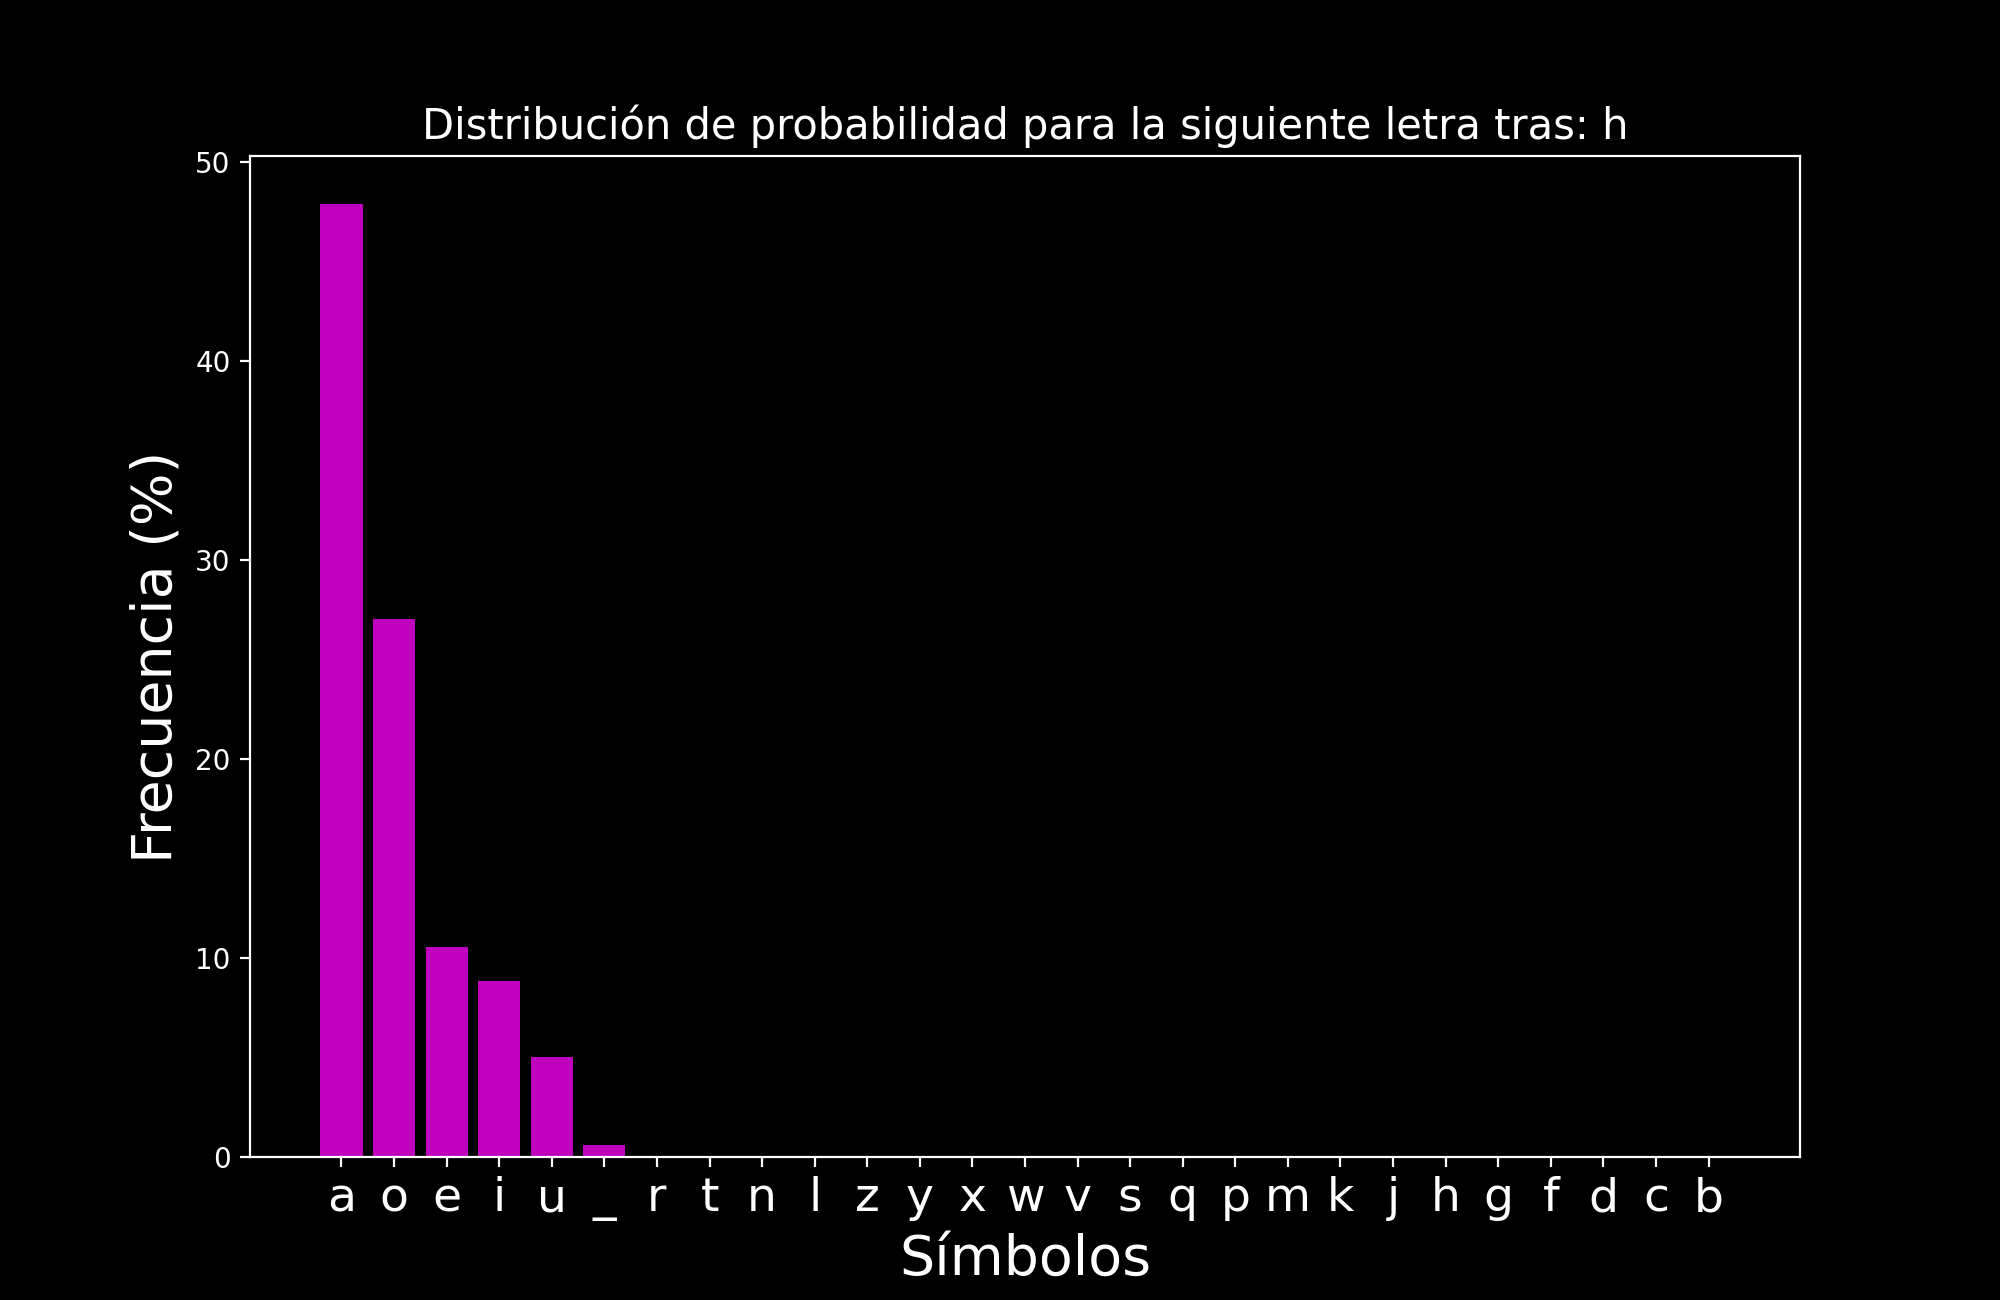 Distribución de probabilidad para la siguiente letra tras: h
Frecuencia (%)
50
40
30
20
10
0
a o e i u _ r t n l z y x w v s q p m k j h g f d c b
Símbolos